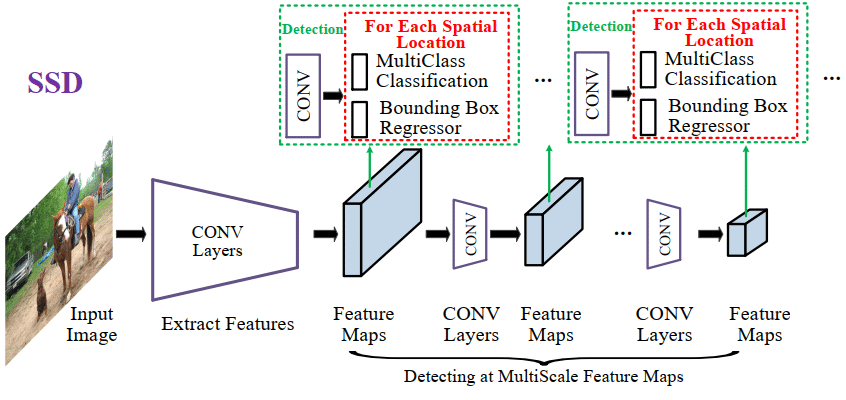 SSD
Detection
For Each Spatial
Location
CONV
MultiClass
Classification
Bounding Box
Regressor
...
Detection
For Each Spatial
Location
CONV
MultiClass
Classification
Bounding Box
Regressor
...
CONV
Layers
CONV
...
CONV
Input
Image
Extract Features
Feature
Maps
CONV
Layers
Feature
Maps
CONV
Layers
Feature
Maps
Detecting at MultiScale Feature Maps